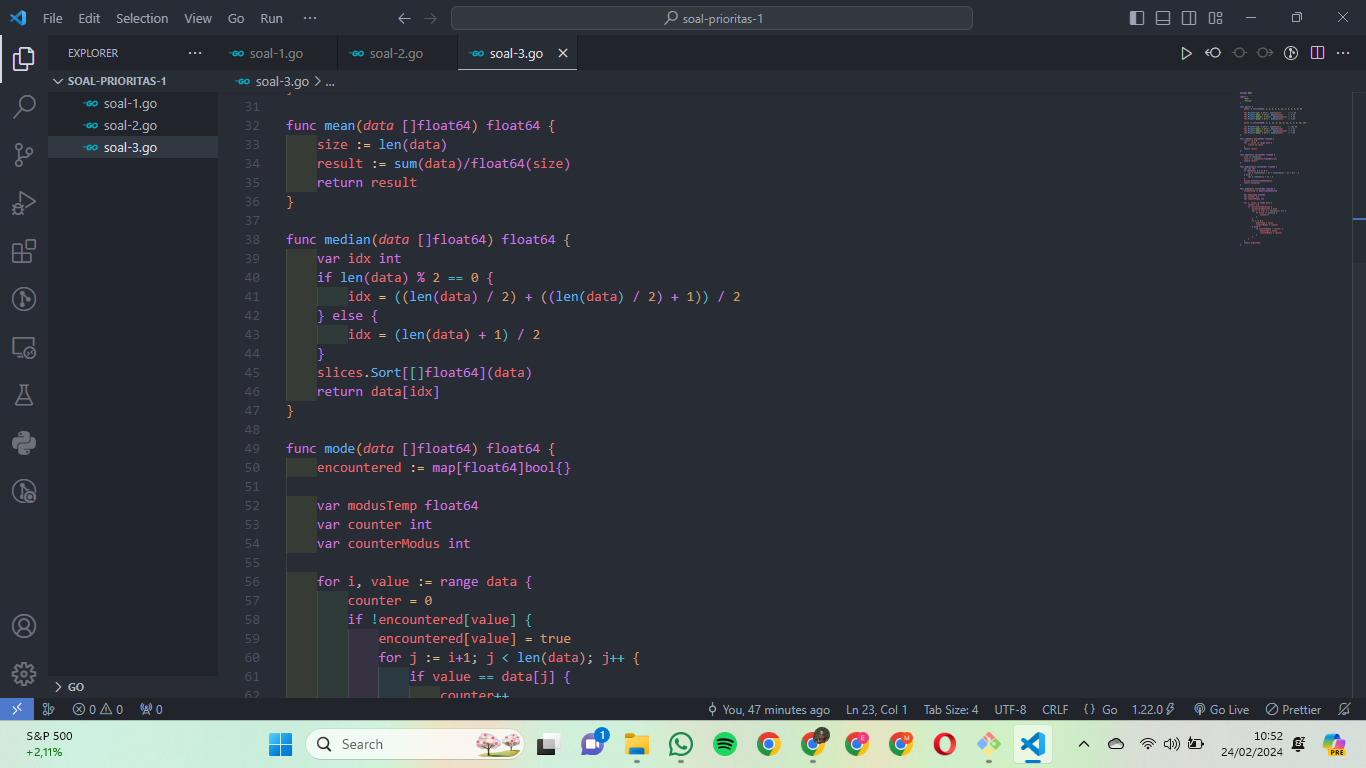 File Edit Selection View Go Run ···
soal-prioritas-1
EXPLORER ···
soal-1.go soal-2.go soal-3.go
SOAL-PRIORITAS-1
soal-1.go
soal-2.go
soal-3.go
GO
soal-3.go > ...
31
32 func mean(data []float64) float64 {
33 size := len(data)
34 result := sum(data)/float64(size)
35 return result
36 }
37
38 func median(data []float64) float64 {
39 var idx int
40 if len(data) % 2 == 0 {
41 idx = ((len(data) / 2) + ((len(data) / 2) + 1)) / 2
42 } else {
43 idx = (len(data) + 1) / 2
44 }
45 slices.Sort[[]float64](data)
46 return data[idx]
47 }
48
49 func mode(data []float64) float64 {
50 encountered := map[float64]bool{}
51
52 var modusTemp float64
53 var counter int
54 var counterModus int
55
56 for i, value := range data {
57 counter = 0
58 if !encountered[value] {
59 encountered[value] = true
60 for j := i+1; j < len(data); j++ {
61 if value == data[j] {
62 counter++
0 0 0
You, 47 minutes ago Ln 23, Col 1 Tab Size: 4 UTF-8 CRLF {} Go 1.22.0 Go Live Prettier
S&P 500
+2,11%
Search
1
10:52
24/02/2024
PRE